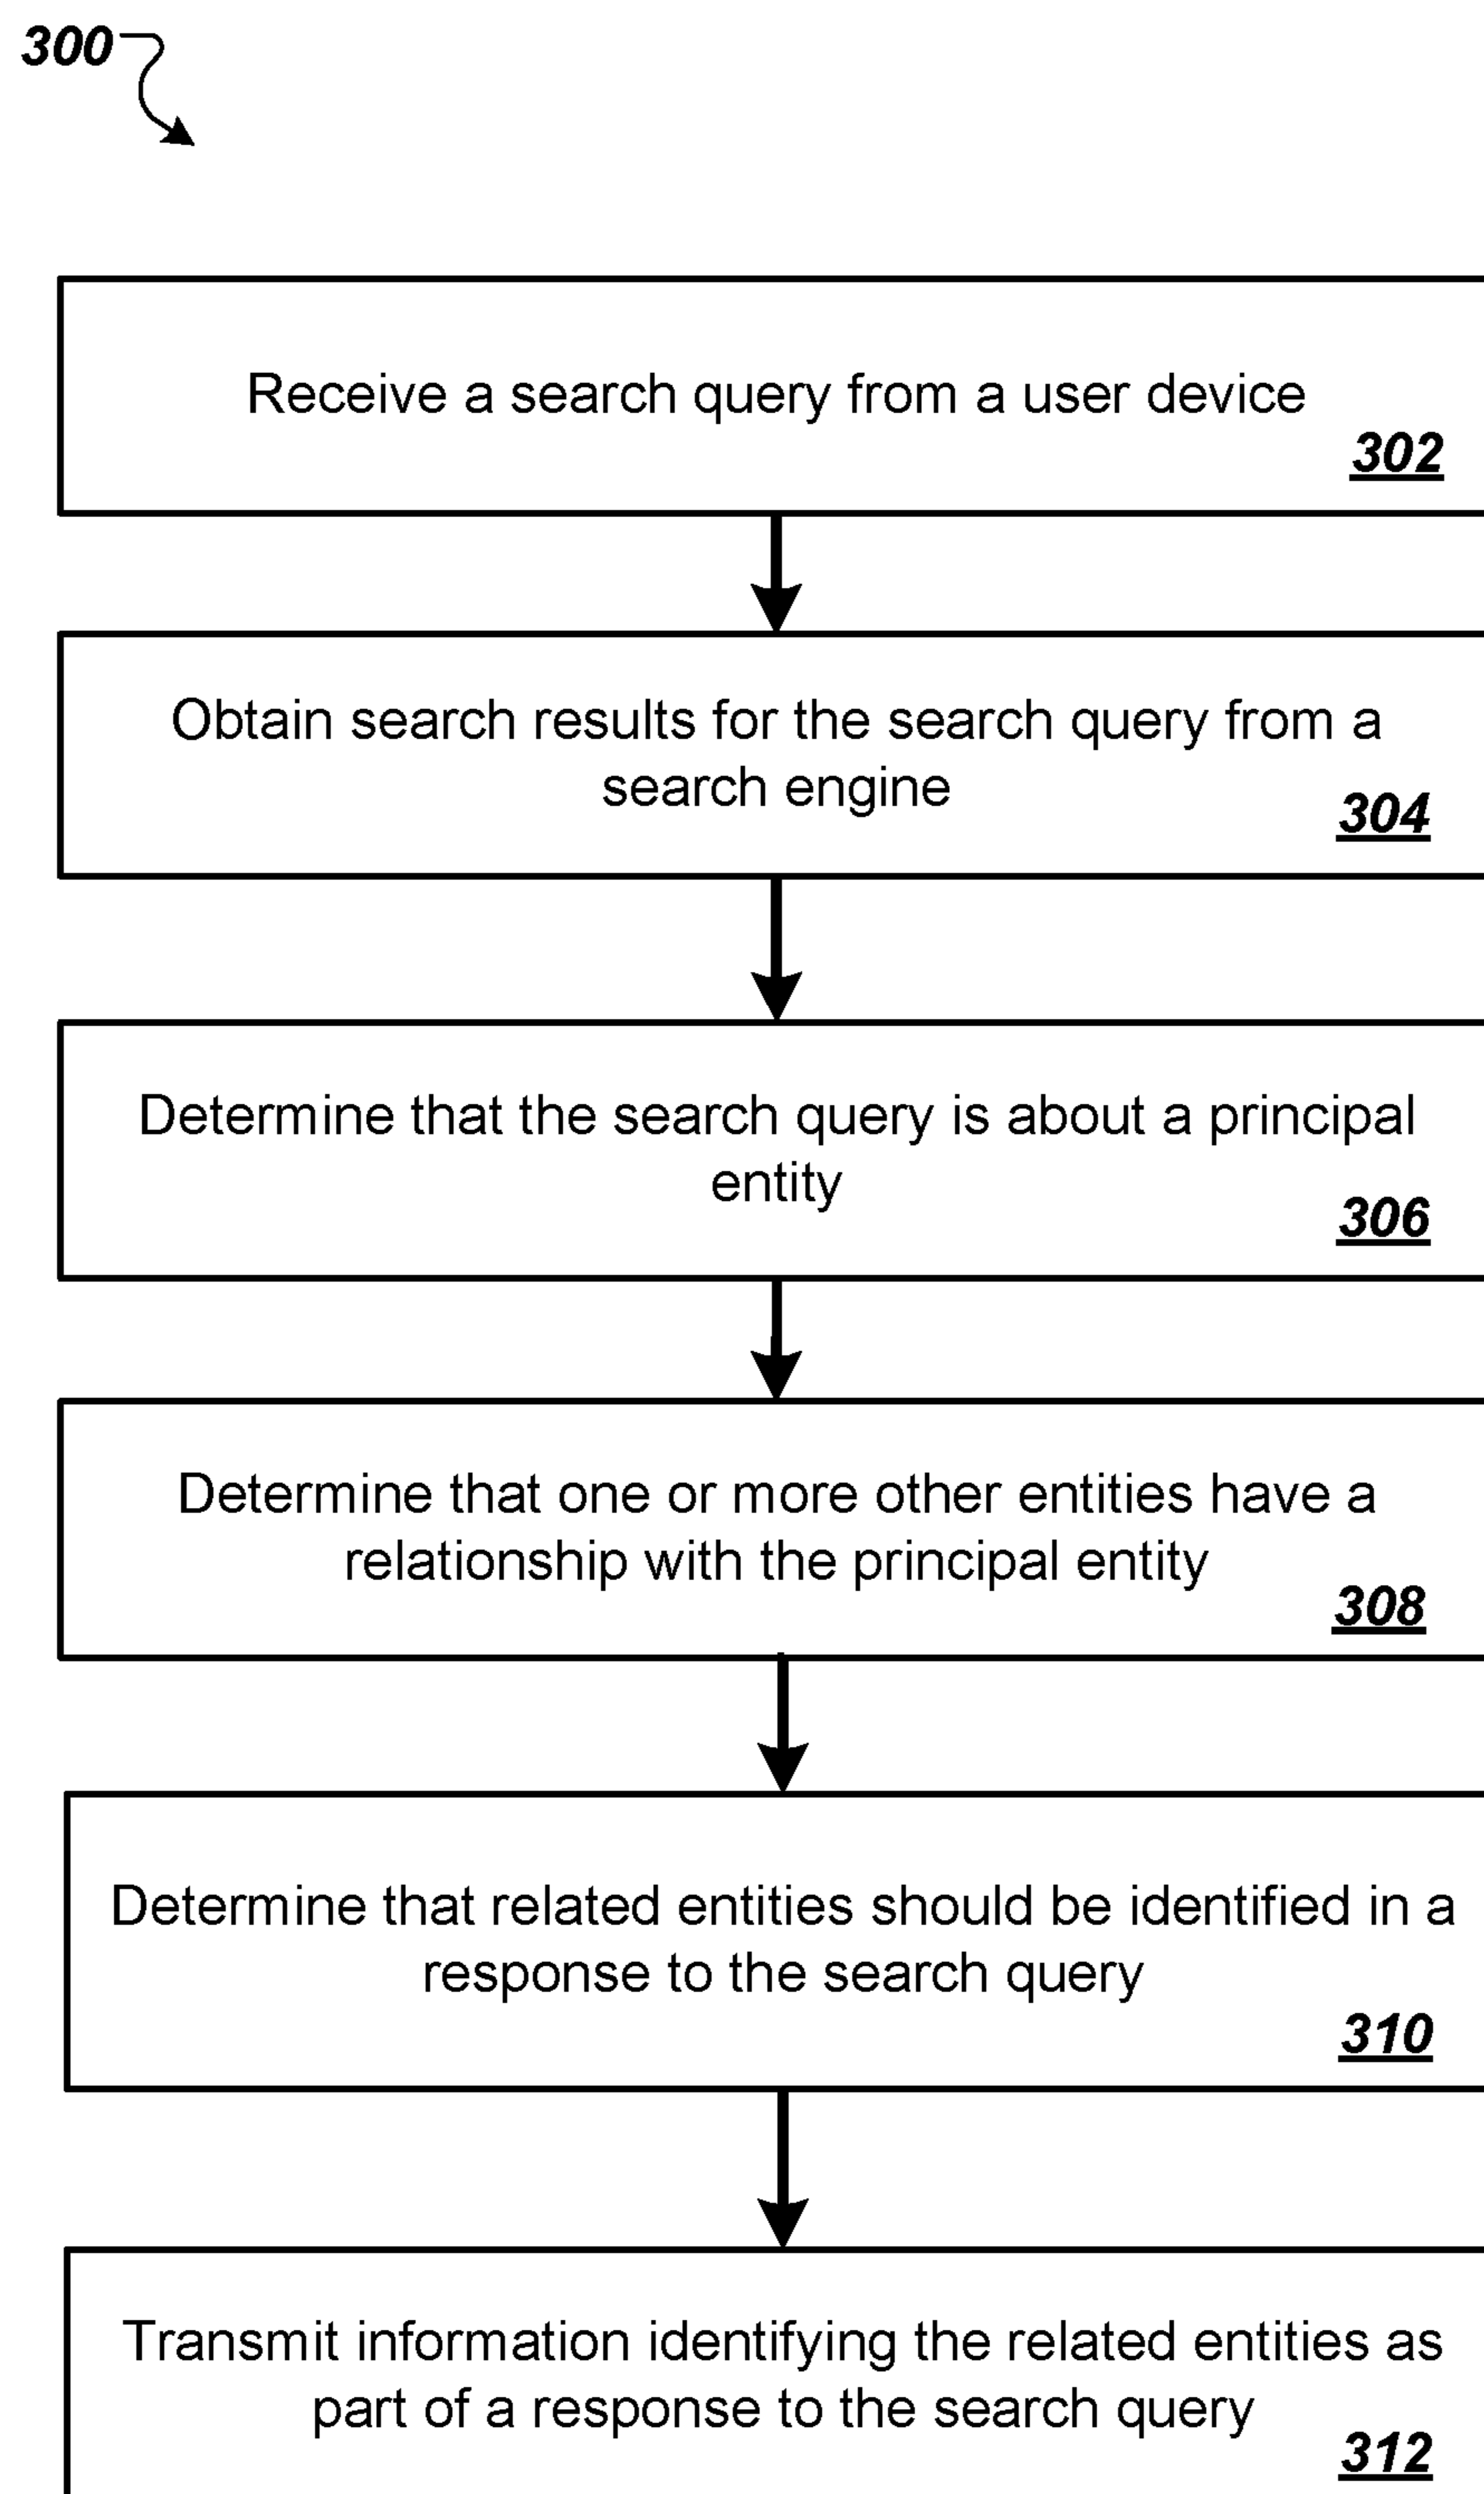 300
Receive a search query from a user device
302
Obtain search results for the search query from a
search engine
304
Determine that the search query is about a principal
entity
306
Determine that one or more other entities have a
relationship with the principal entity
308
Determine that related entities should be identified in a
response to the search query
310
Transmit information identifying the related entities as
part of a response to the search query
312